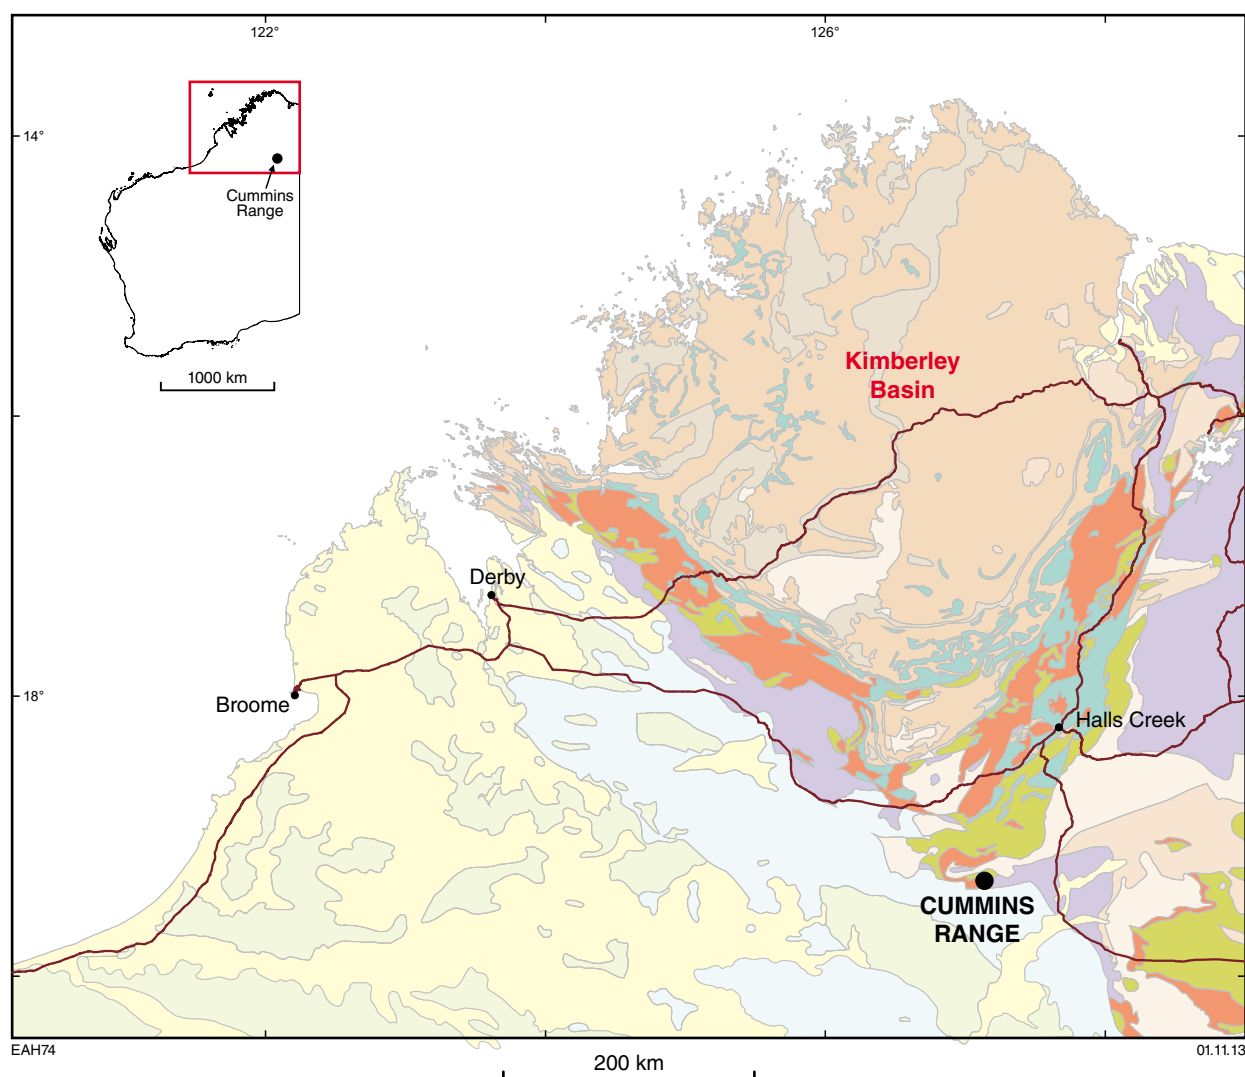 122°
126°
14°
Cummins
Range
1000 km
Kimberley
Basin
Derby
18°
Broome
Halls Creek
CUMMINS
RANGE
EAH74
01.11.13
200 km